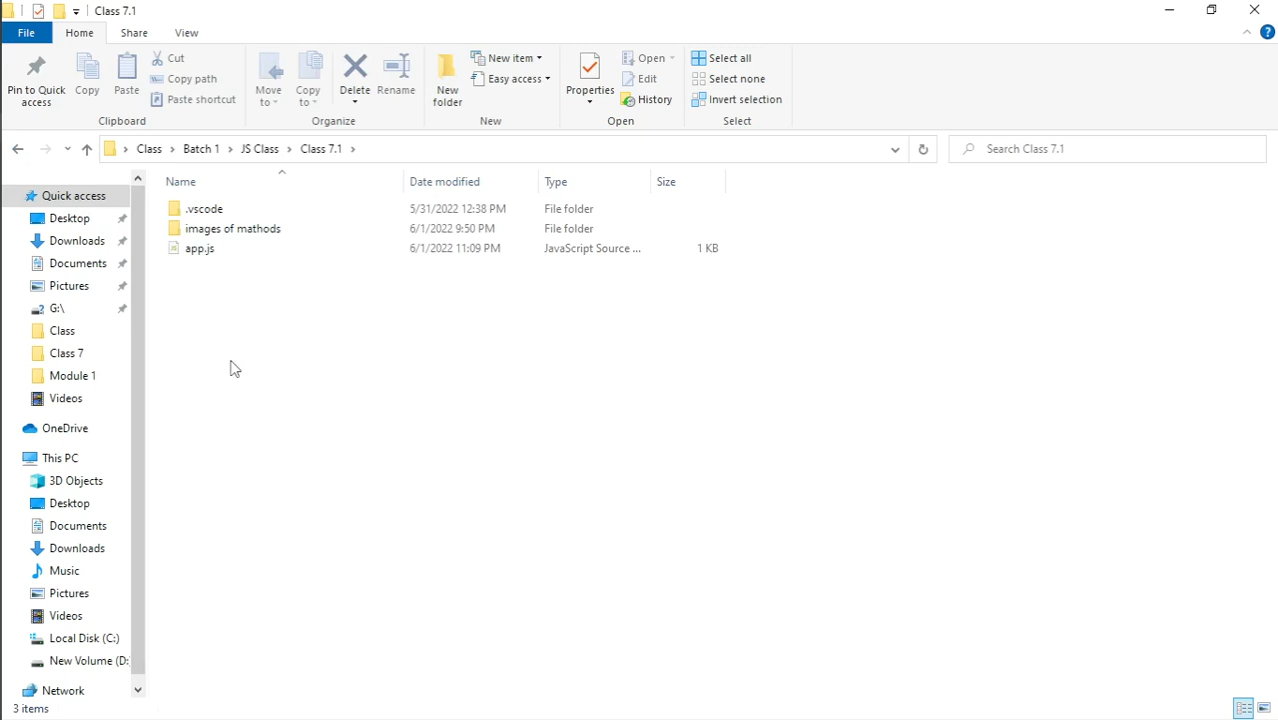 Class 7.1
File Home Share View
Pin to Quick access
Copy
Paste
Cut
Copy path
Paste shortcut
Clipboard
Move to
Copy to
Delete
Rename
Organize
New folder
New item
Easy access
New
Properties
Open
Edit
History
Open
Select all
Select none
Invert selection
Select
Class Batch 1 JS Class Class 7.1
Search Class 7.1
Name Date modified Type Size
.vscode 5/31/2022 12:38 PM File folder
images of mathods 6/1/2022 9:50 PM File folder
app.js 6/1/2022 11:09 PM JavaScript Source ... 1 KB
Quick access
Desktop
Downloads
Documents
Pictures
G:\
Class
Class 7
Module 1
Videos
OneDrive
This PC
3D Objects
Desktop
Documents
Downloads
Music
Pictures
Videos
Local Disk (C:)
New Volume (D:
Network
3 items